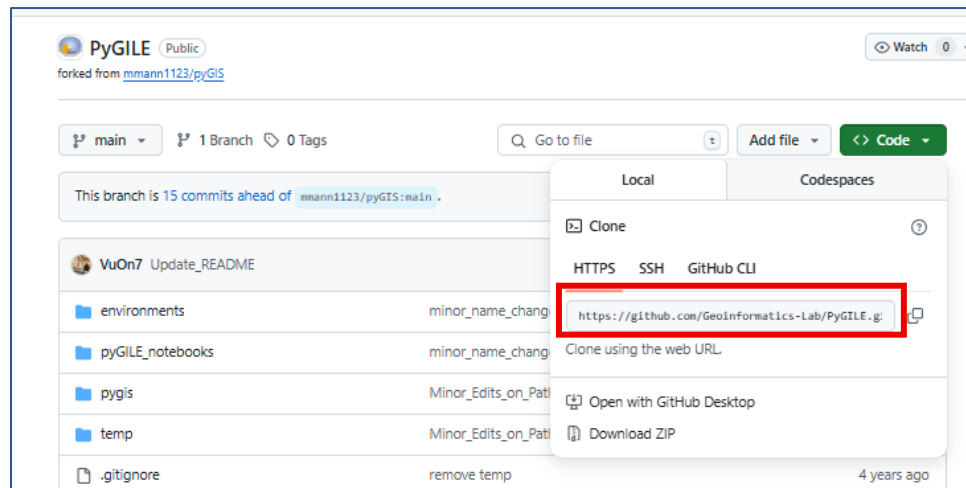 PyGILE Public
Watch 0
forked from mmann1123/pyGIS
main 1 Branch 0 Tags Go to file t Add file <> Code
Local Codespaces
This branch is 15 commits ahead of mmann1123/pyGIS:main .
Clone
VuOn7 Update_README
HTTPS SSH GitHub CLI
environments minor_name_chang
https://github.com/Geoinformatics-Lab/PyGILE.g
pyGILE_notebooks minor_name_chang
Clone using the web URL.
pygis Minor_Edits_on_Pat
Open with GitHub Desktop
temp Minor_Edits_on_Pat
Download ZIP
.gitignore remove temp 4 years ago